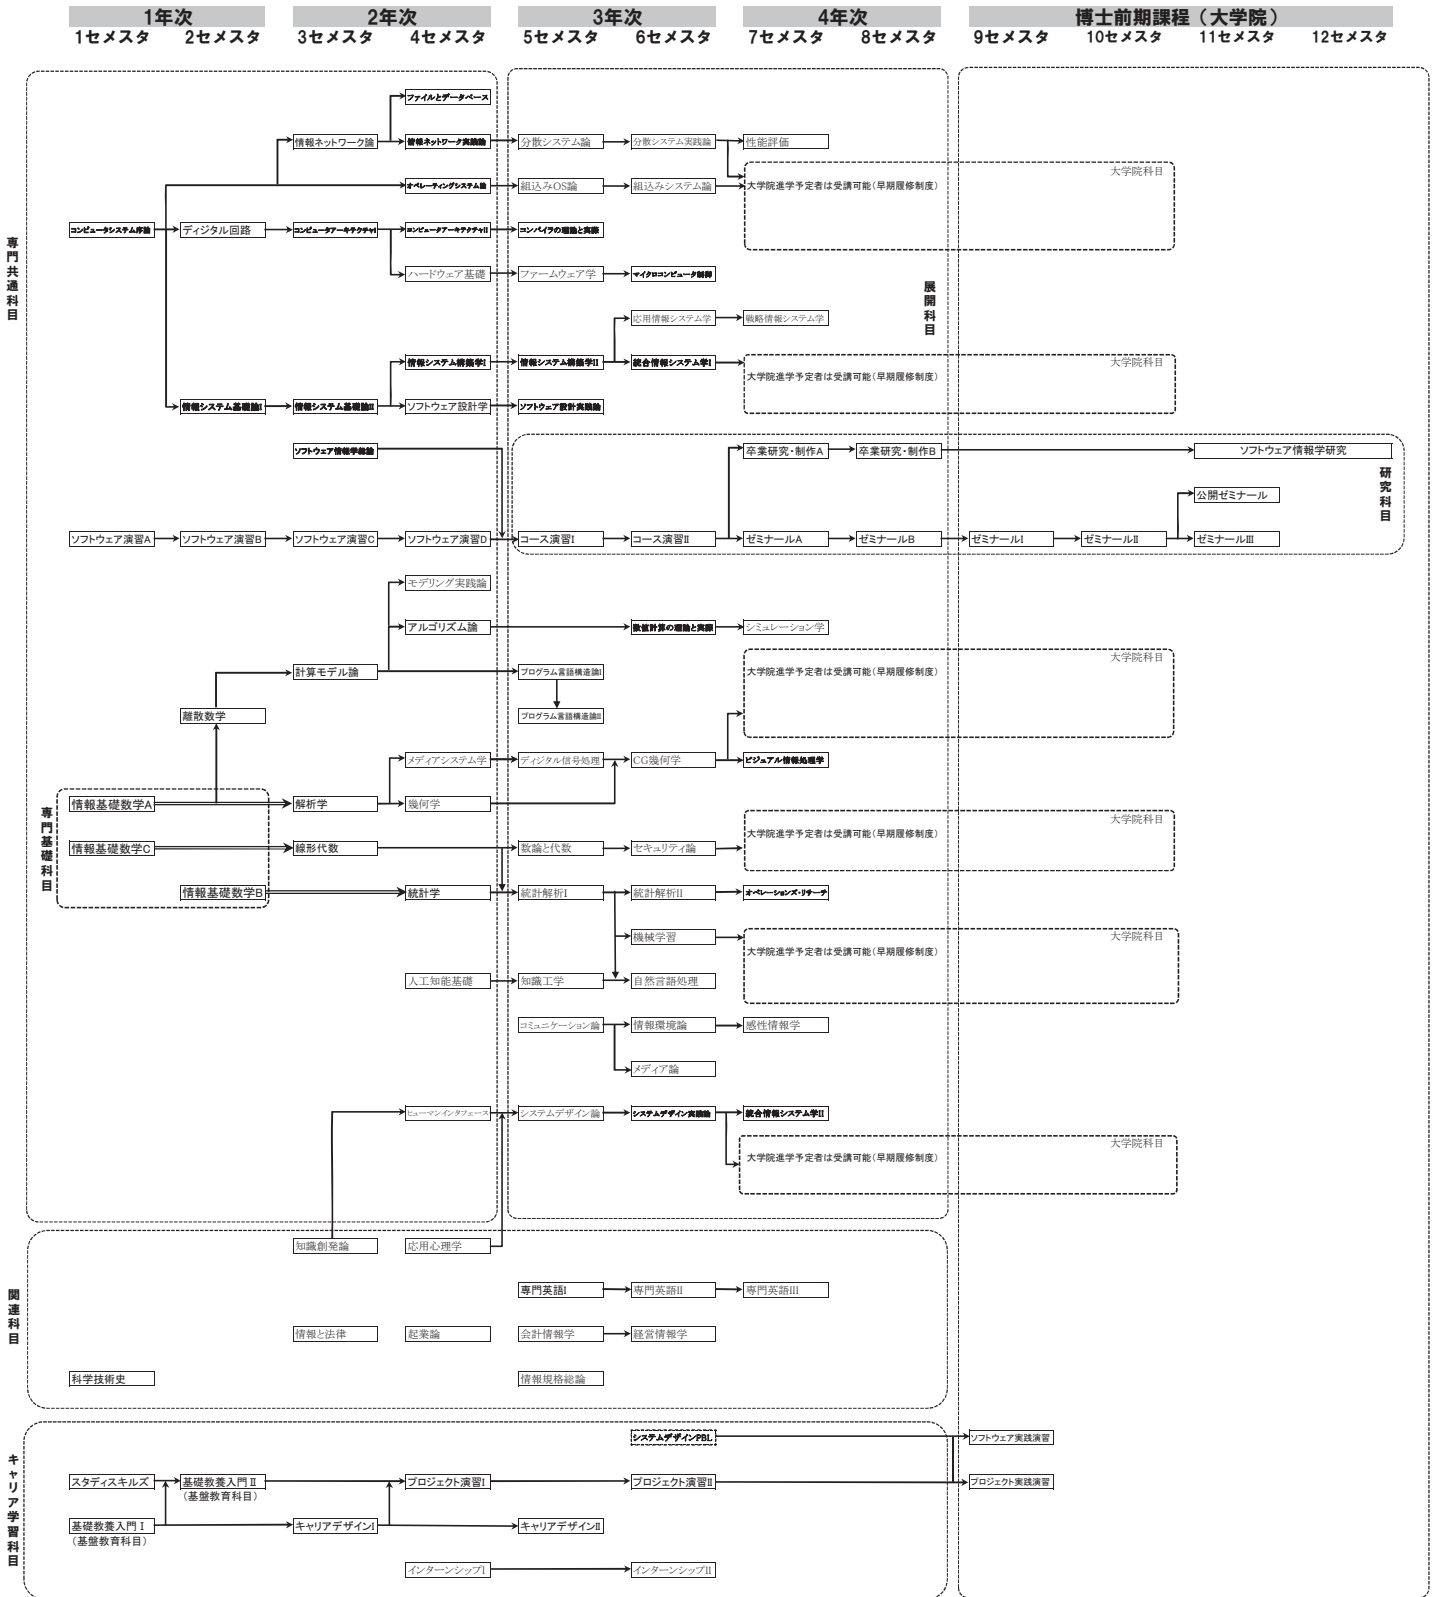 1年次 2年次 3年次 4年次 博士前期課程（大学院）
1セメスタ 2セメスタ 3セメスタ 4セメスタ 5セメスタ 6セメスタ 7セメスタ 8セメスタ 9セメスタ 10セメスタ 11セメスタ 12セメスタ
専門共通科目
ファイルとデータベース
情報ネットワーク論 情報ネットワーク実践論 分散システム論 分散システム実践論 性能評価
大学院科目
オペレーティングシステム論 組込みOS論 組込みシステム論 大学院進学予定者は受講可能（早期履修制度）
コンピュータシステム序論 ディジタル回路 コンピュータアーキテクチャI コンピュータアーキテクチャII コンパイラの理論と実際
ハードウェア基礎 ファームウェア学 マイクロコンピュータ制御
展開科目
応用情報システム学 戦略情報システム学
情報システム構築学I 情報システム構築学II 統合情報システム学I 大学院科目
大学院進学予定者は受講可能（早期履修制度）
情報システム基礎論I 情報システム基礎論II ソフトウェア設計学 ソフトウェア設計実践論
ソフトウェア情報学総論 卒業研究・制作A 卒業研究・制作B ソフトウェア情報学研究
研究科目
公開ゼミナール
ソフトウェア演習A ソフトウェア演習B ソフトウェア演習C ソフトウェア演習D コース演習I コース演習II ゼミナールA ゼミナールB ゼミナールI ゼミナールII ゼミナールIII
モデリング実践論
アルゴリズム論 数値計算の理論と実際 シミュレーション学
大学院科目
計算モデル論 プログラム言語構造論I 大学院進学予定者は受講可能（早期履修制度）
離散数学 プログラム言語構造論II
メディアシステム学 ディジタル信号処理 CG幾何学 ビジュアル情報処理学
専門基礎科目
情報基礎数学A 解析学 幾何学
大学院科目
大学院進学予定者は受講可能（早期履修制度）
情報基礎数学C 線形代数 数論と代数 セキュリティ論
情報基礎数学B 統計学 統計解析I 統計解析II オペレーションズ・リサーチ
機械学習 大学院科目
大学院進学予定者は受講可能（早期履修制度）
人工知能基礎 知識工学 自然言語処理
コミュニケーション論 情報環境論 感性情報学
メディア論
ヒューマンインタフェース システムデザイン論 システムデザイン実践論 統合情報システム学II
大学院科目
大学院進学予定者は受講可能（早期履修制度）
関連科目
知識創発論 応用心理学
専門英語I 専門英語II 専門英語III
情報と法律 起業論 会計情報学 経営情報学
科学技術史 情報規格総論
キャリア学習科目
システムデザインPBL ソフトウェア実践演習
スタディスキルズ 基礎教養入門Ⅱ プロジェクト演習I プロジェクト演習II プロジェクト実践演習
（基盤教育科目）
基礎教養入門Ⅰ キャリアデザインI キャリアデザインII
（基盤教育科目）
インターンシップI インターンシップII